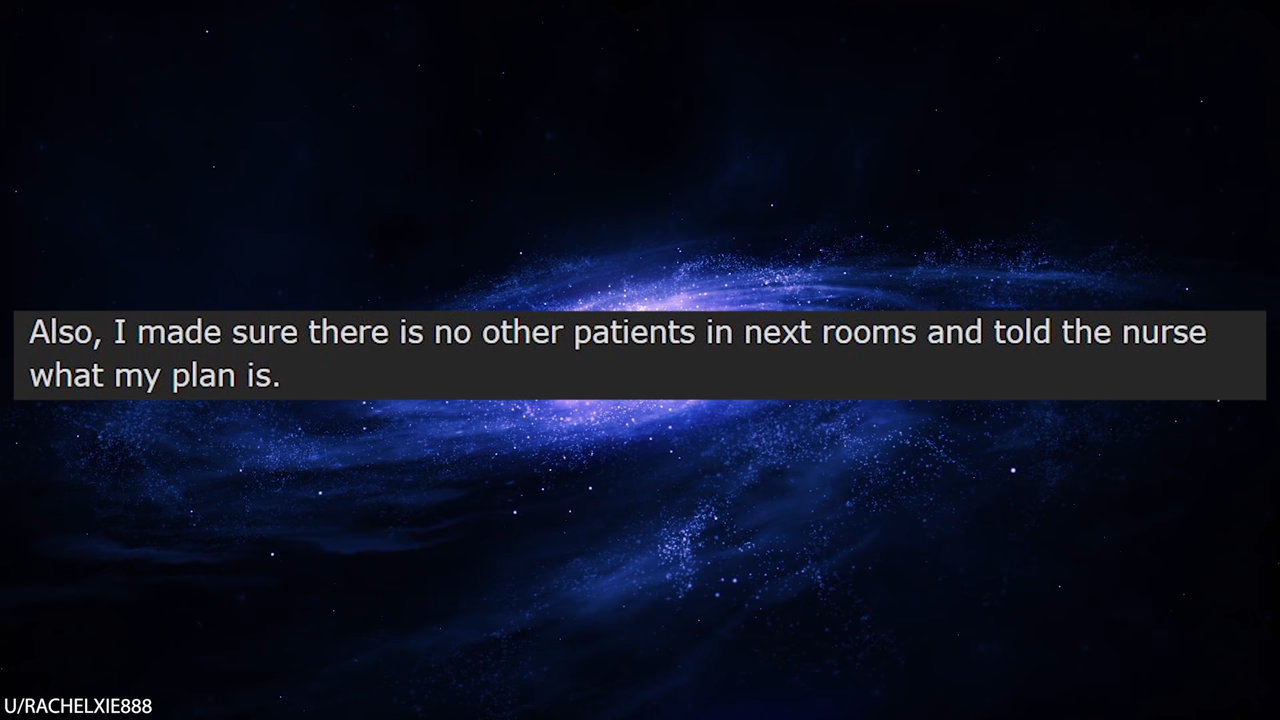 Also, I made sure there is no other patients in next rooms and told the nurse
what my plan is.
U/RACHELXIE888